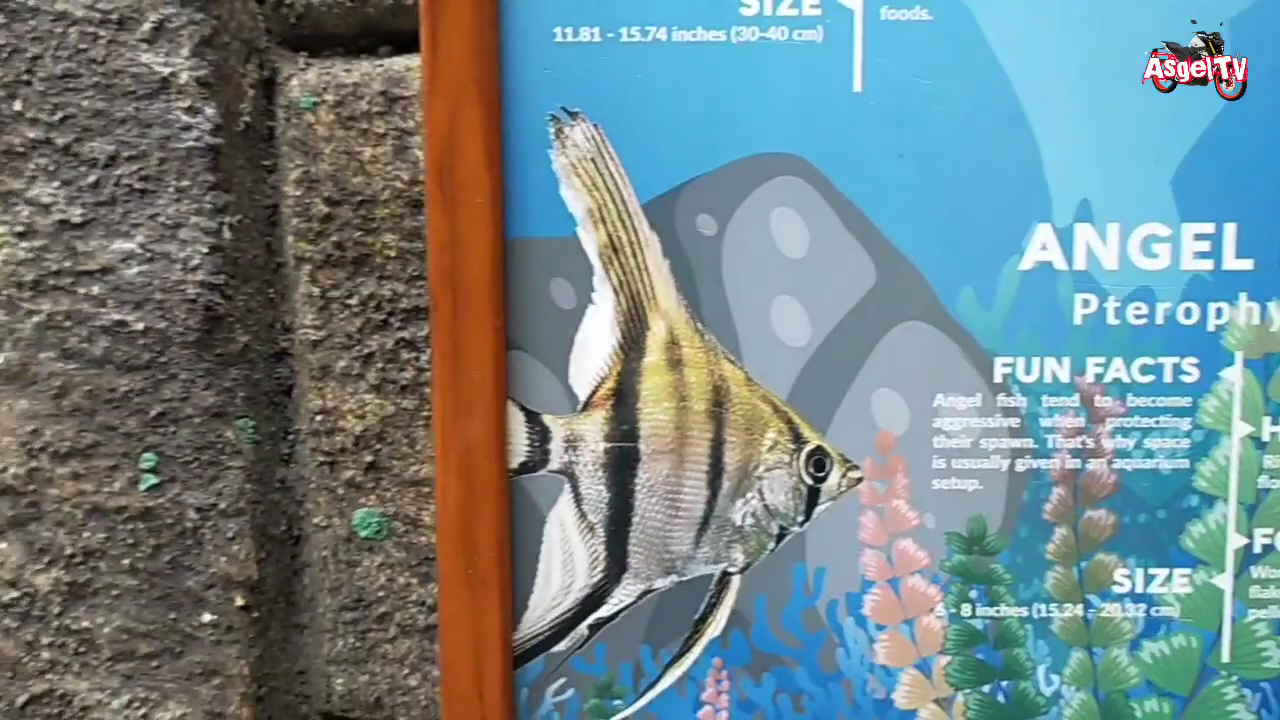 SIZE
11.81 - 15.74 inches (30-40 cm)
foods.
AsgelTV
ANGEL
Pterophy
FUN FACTS
Angel fish tend to become
aggressive when protecting
their spawn. That's why space
is usually given in an aquarium
setup.
SIZE
6 - 8 inches (15.24 - 20.32 cm)